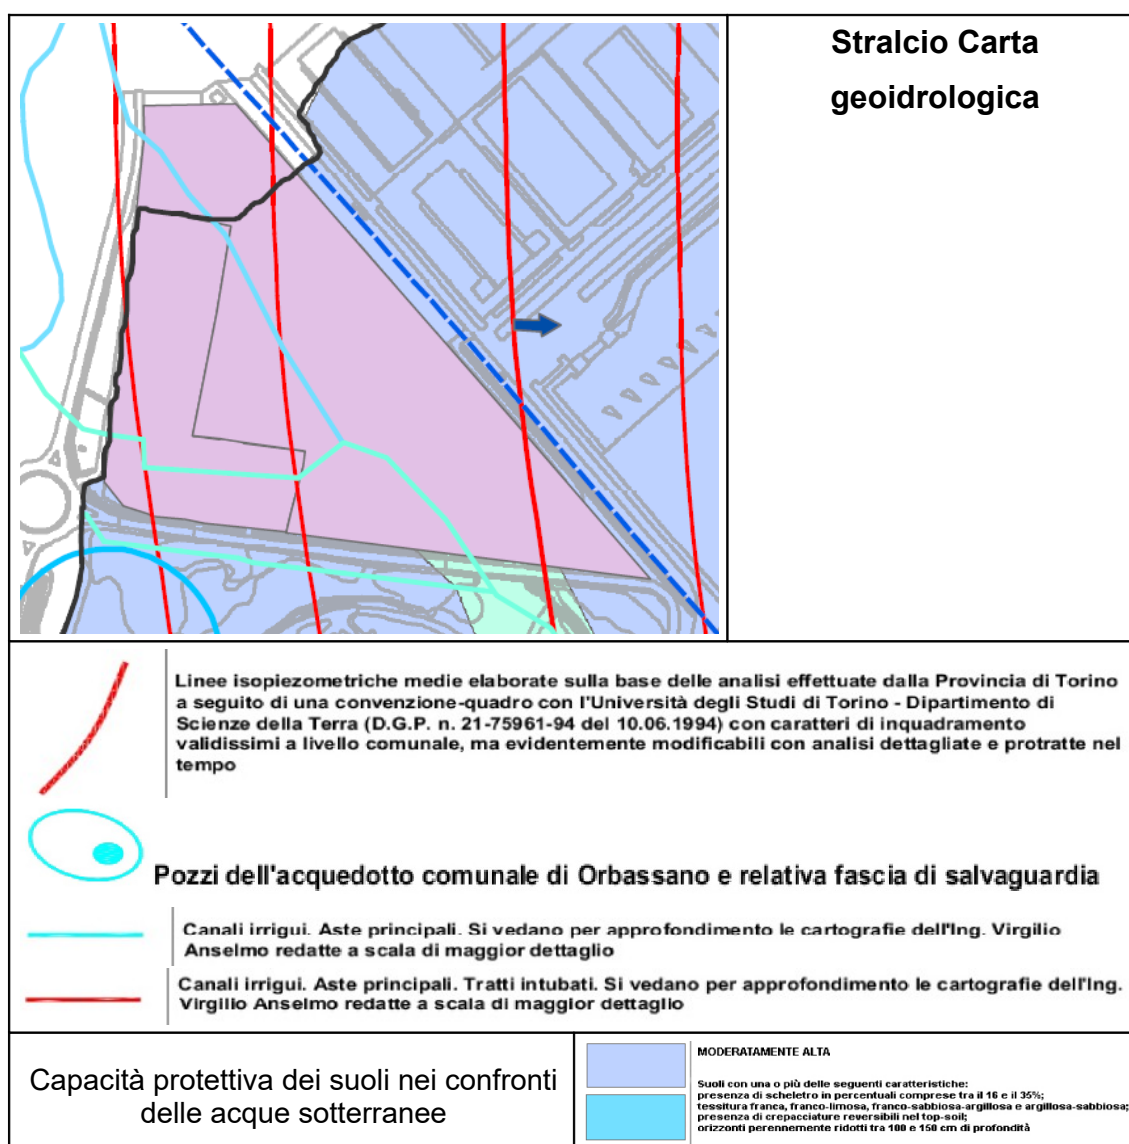 Stralcio Carta
geoidrologica
Linee isopiezometriche medie elaborate sulla base delle analisi effettuate dalla Provincia di Torino
a seguito di una convenzione-quadro con l'Università degli Studi di Torino - Dipartimento di
Scienze della Terra (D.G.P. n. 21-75961-94 del 10.06.1994) con caratteri di inquadramento
validissimi a livello comunale, ma evidentemente modificabili con analisi dettagliate e protratte nel
tempo
Pozzi dell'acquedotto comunale di Orbassano e relativa fascia di salvaguardia
Canali irrigui. Aste principali. Si vedano per approfondimento le cartografie dell'Ing. Virgilio
Anselmo redatte a scala di maggior dettaglio
Canali irrigui. Aste principali. Tratti intubati. Si vedano per approfondimento le cartografie dell'Ing.
Virgilio Anselmo redatte a scala di maggior dettaglio
Capacità protettiva dei suoli nei confronti
delle acque sotterranee
MODERATAMENTE ALTA
Suoli con una o più delle seguenti caratteristiche:
presenza di scheletro in percentuali comprese tra il 16 e il 35%;
tessitura franca, franco-limosa, franco-sabbiosa-argillosa e argillosa-sabbiosa;
presenza di crepacciature reversibili nel top-soil;
orizzonti perennemente ridotti tra 100 e 150 cm di profondità